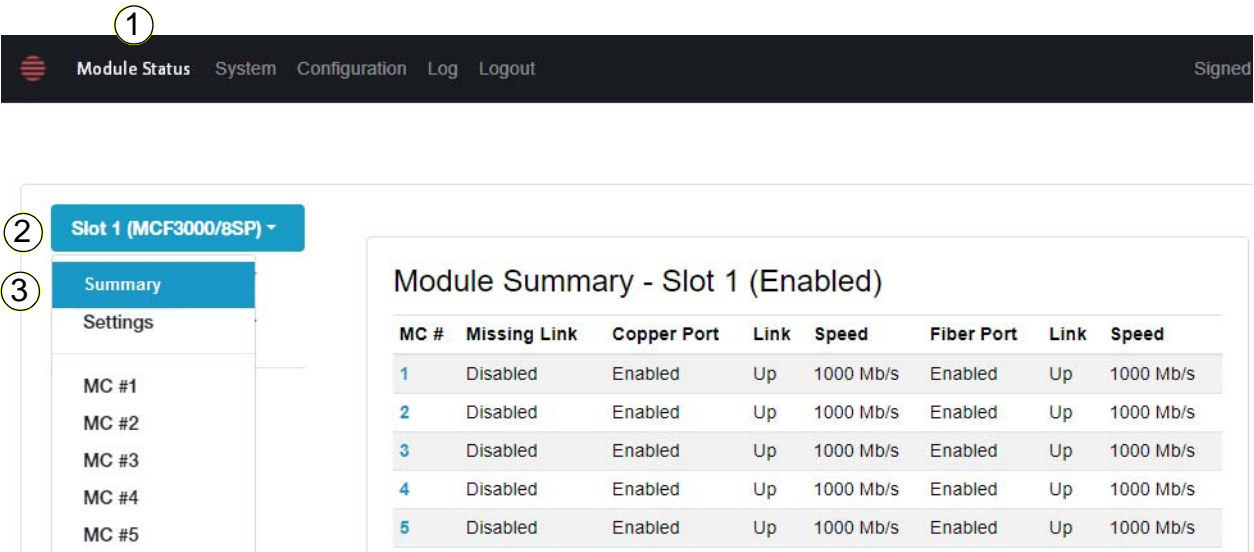 1
Module Status System Configuration Log Logout Signed
2 Slot 1 (MCF3000/8SP)
3 Summary
Settings
MC #1
MC #2
MC #3
MC #4
MC #5
Module Summary - Slot 1 (Enabled)
MC # Missing Link Copper Port Link Speed Fiber Port Link Speed
1 Disabled Enabled Up 1000 Mb/s Enabled Up 1000 Mb/s
2 Disabled Enabled Up 1000 Mb/s Enabled Up 1000 Mb/s
3 Disabled Enabled Up 1000 Mb/s Enabled Up 1000 Mb/s
4 Disabled Enabled Up 1000 Mb/s Enabled Up 1000 Mb/s
5 Disabled Enabled Up 1000 Mb/s Enabled Up 1000 Mb/s